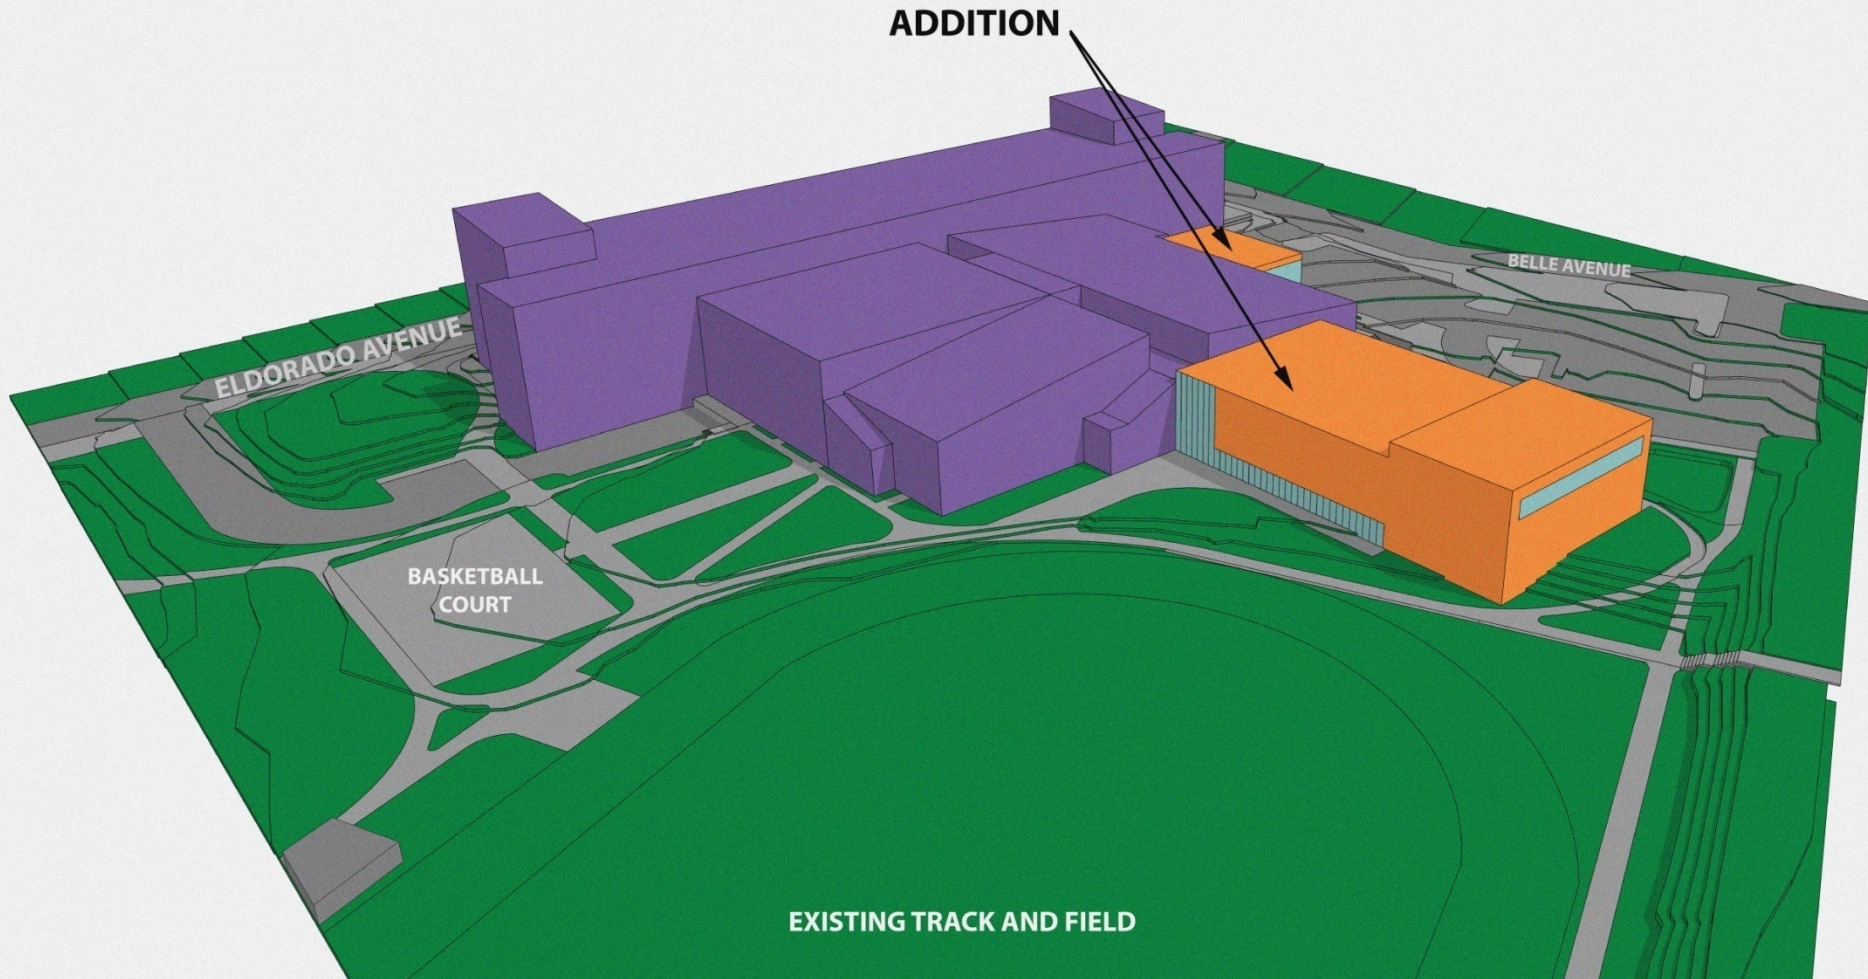 ADDITION
BELLE AVENUE
ELDORADO AVENUE
BASKETBALL
COURT
EXISTING TRACK AND FIELD